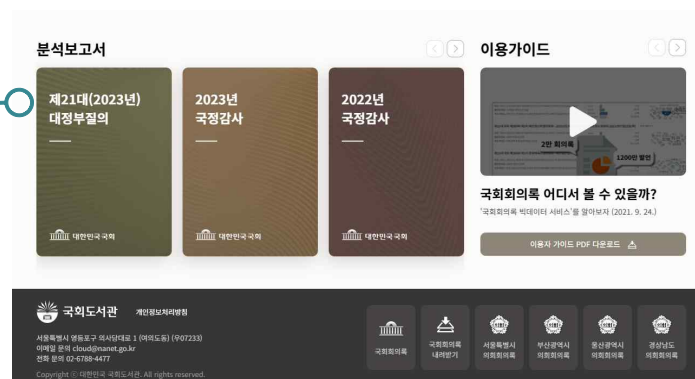 분석보고서
이용가이드
제21대(2023년)
대정부질의
대한민국국회
2023년
국정감사
대한민국국회
2022년
국정감사
대한민국국회
2만 회의록
1200만 발언
국회회의록 어디서 볼 수 있을까?
'국회회의록 빅데이터 서비스'를 알아보자 (2021. 9. 24.)
이용자 가이드 PDF 다운로드
국회도서관 개인정보처리방침
서울특별시 영등포구 의사당대로 1 (여의도동) (우07233)
이메일 문의 cloud@nanet.go.kr
전화 문의 02-6788-4477
Copyright ⓒ 대한민국 국회도서관. All rights reserved.
국회회의록
국회회의록
내려받기
서울특별시
의회회의록
부산광역시
의회회의록
울산광역시
의회회의록
경상남도
의회회의록